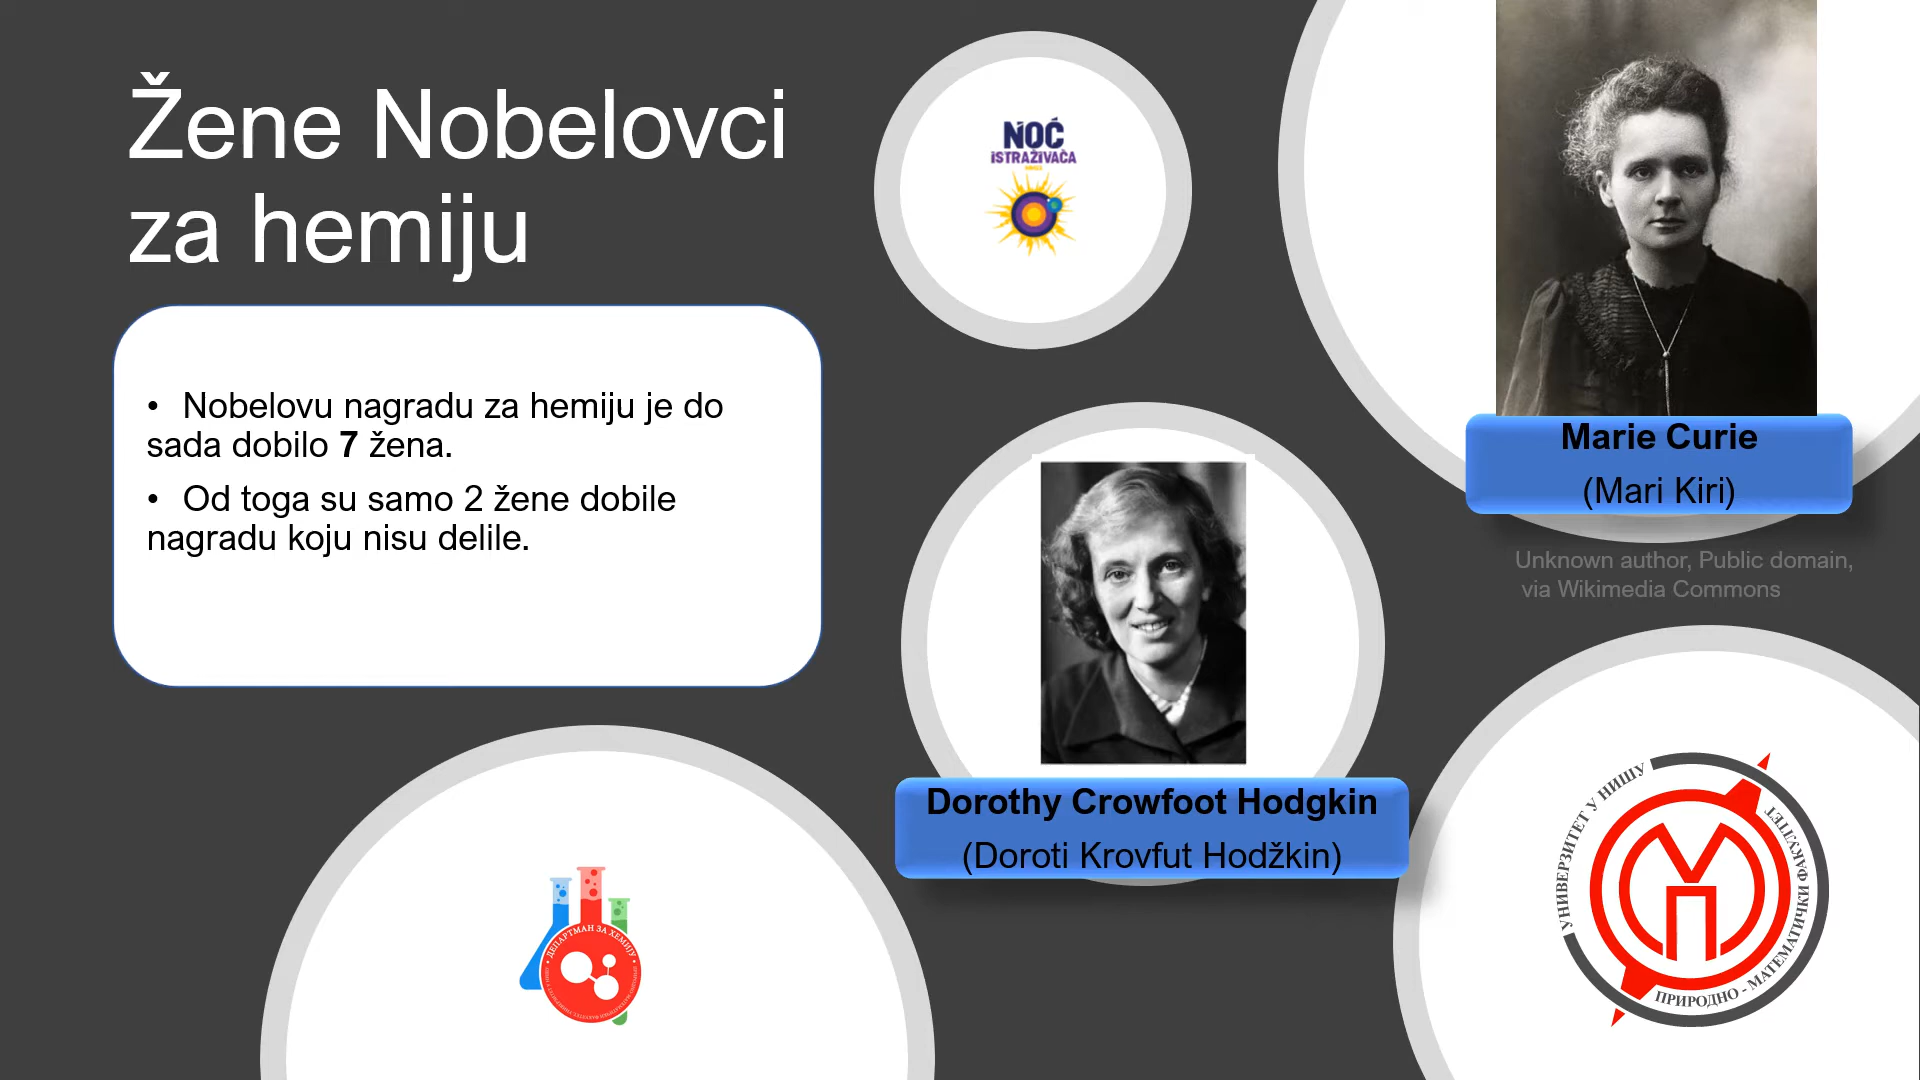 Žene Nobelovci
za hemiju
• Nobelovu nagradu za hemiju je do
sada dobilo 7 žena.
• Od toga su samo 2 žene dobile
nagradu koju nisu delile.
NOĆ
iSTRAŽiVAČA
Marie Curie
(Mari Kiri)
Unknown author, Public domain,
via Wikimedia Commons
Dorothy Crowfoot Hodgkin
(Doroti Krovfut Hodžkin)
ДЕПАРТМАН ЗА ХЕМИЈУ
УНИВЕРЗИТЕТ У НИШУ
ПРИРОДНО - МАТЕМАТИЧКИ ФАКУЛТЕТ